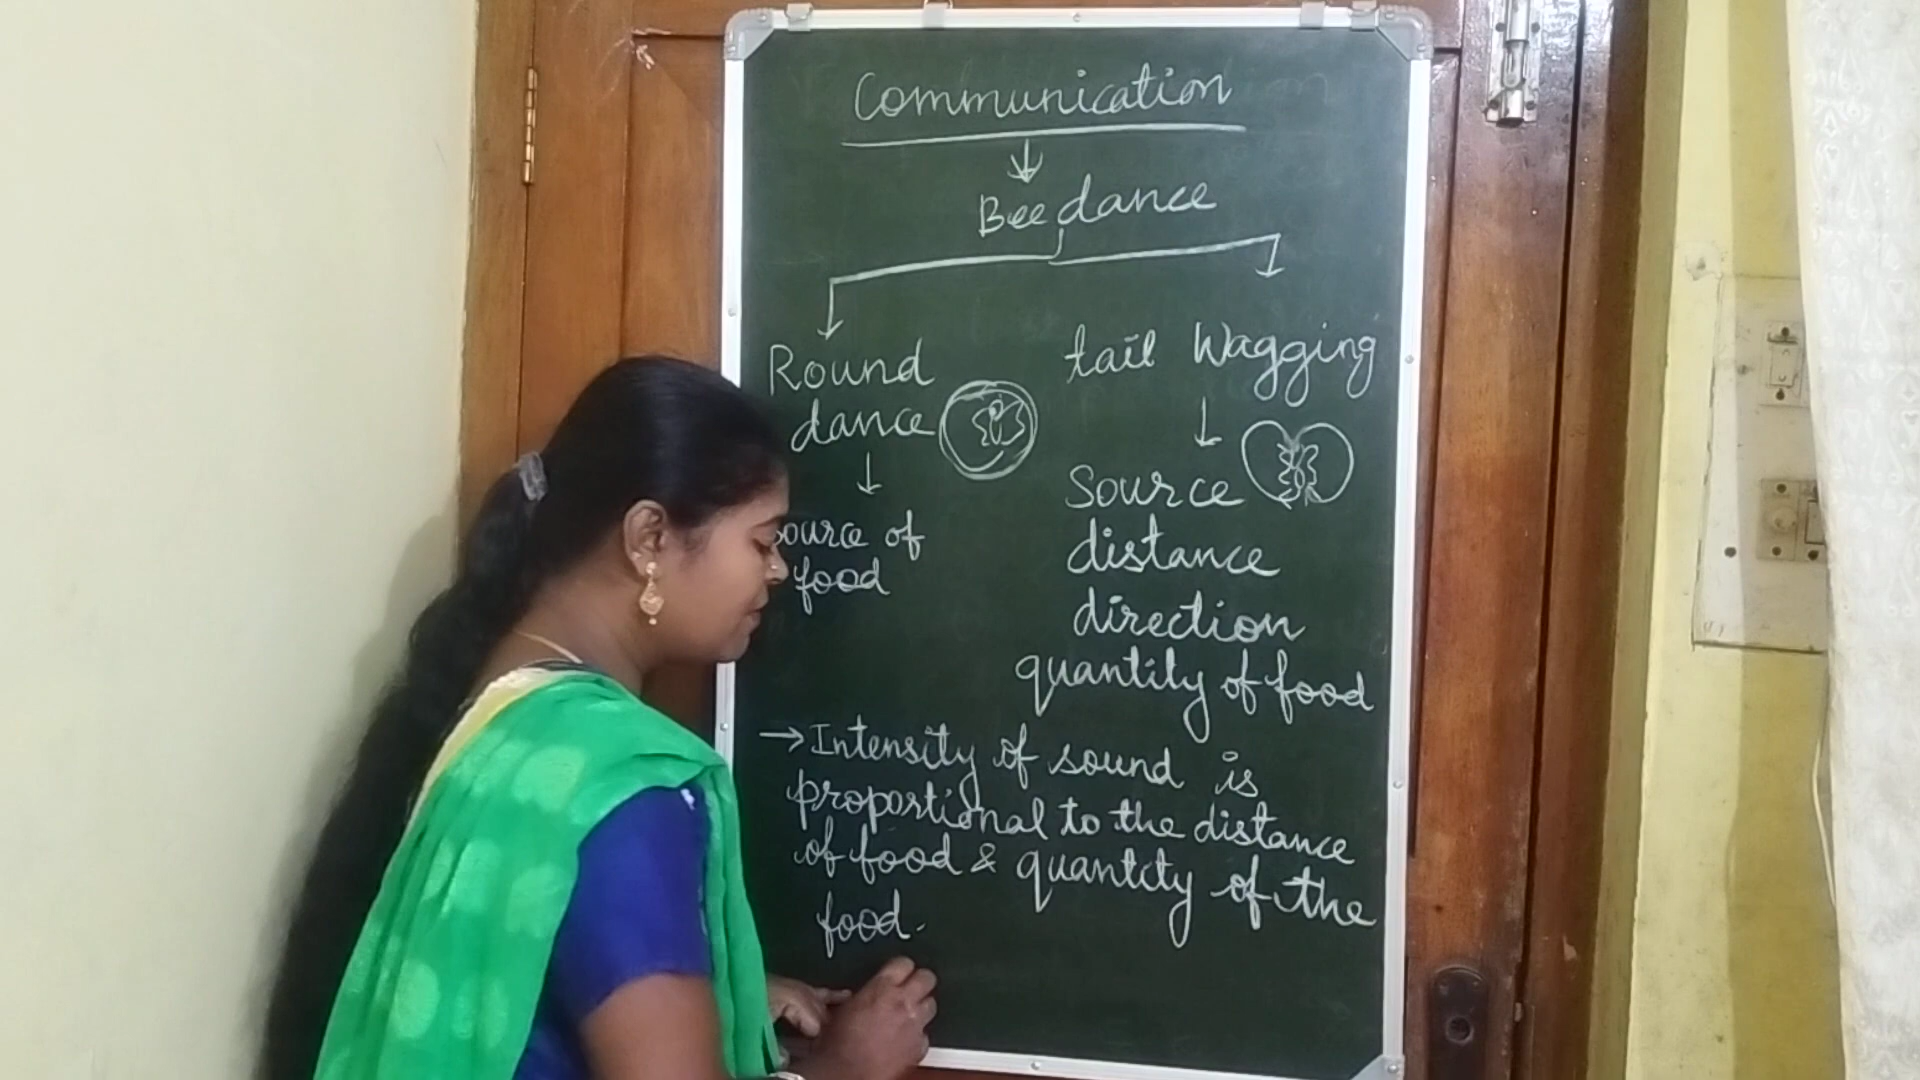 Communication
Bee dance
Round
dance
source of
food
tail Wagging
Source
distance
direction
quantity of food
→ Intensity of sound is
proportional to the distance
of food & quantity of the
food.